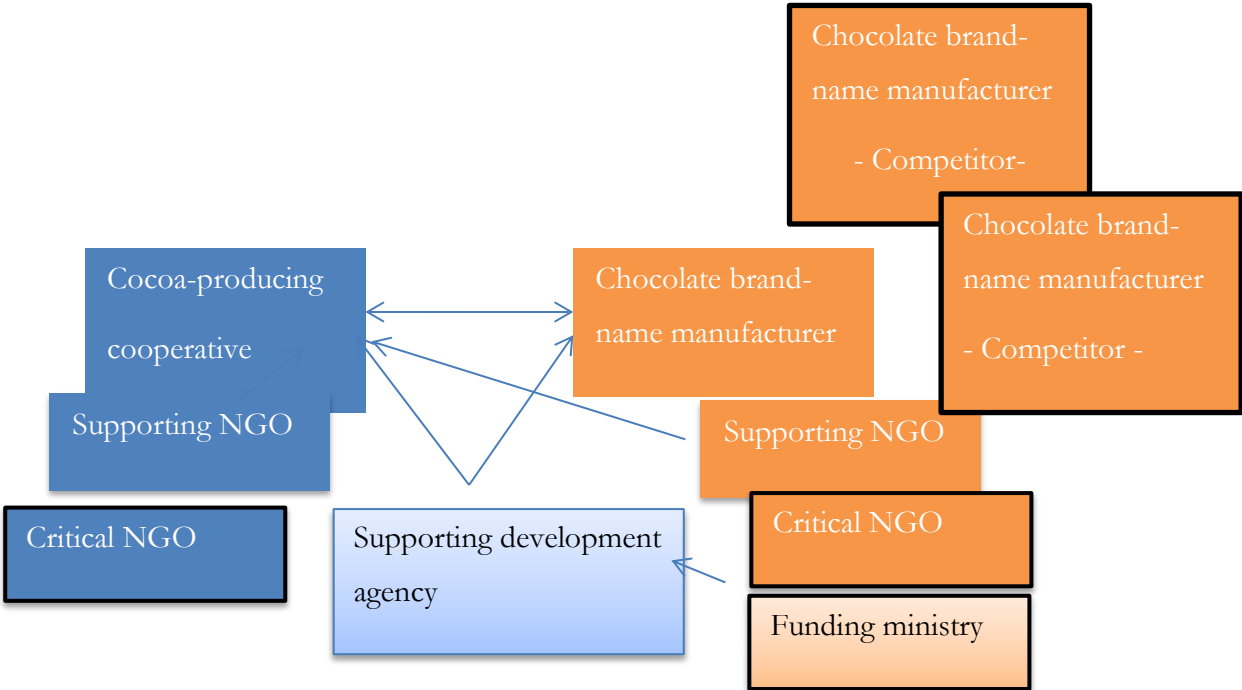 Chocolate brand-
name manufacturer
- Competitor-
Chocolate brand-
name manufacturer
- Competitor -
Cocoa-producing
cooperative
Chocolate brand-
name manufacturer
Supporting NGO
Supporting NGO
Critical NGO
Supporting development
agency
Critical NGO
Funding ministry